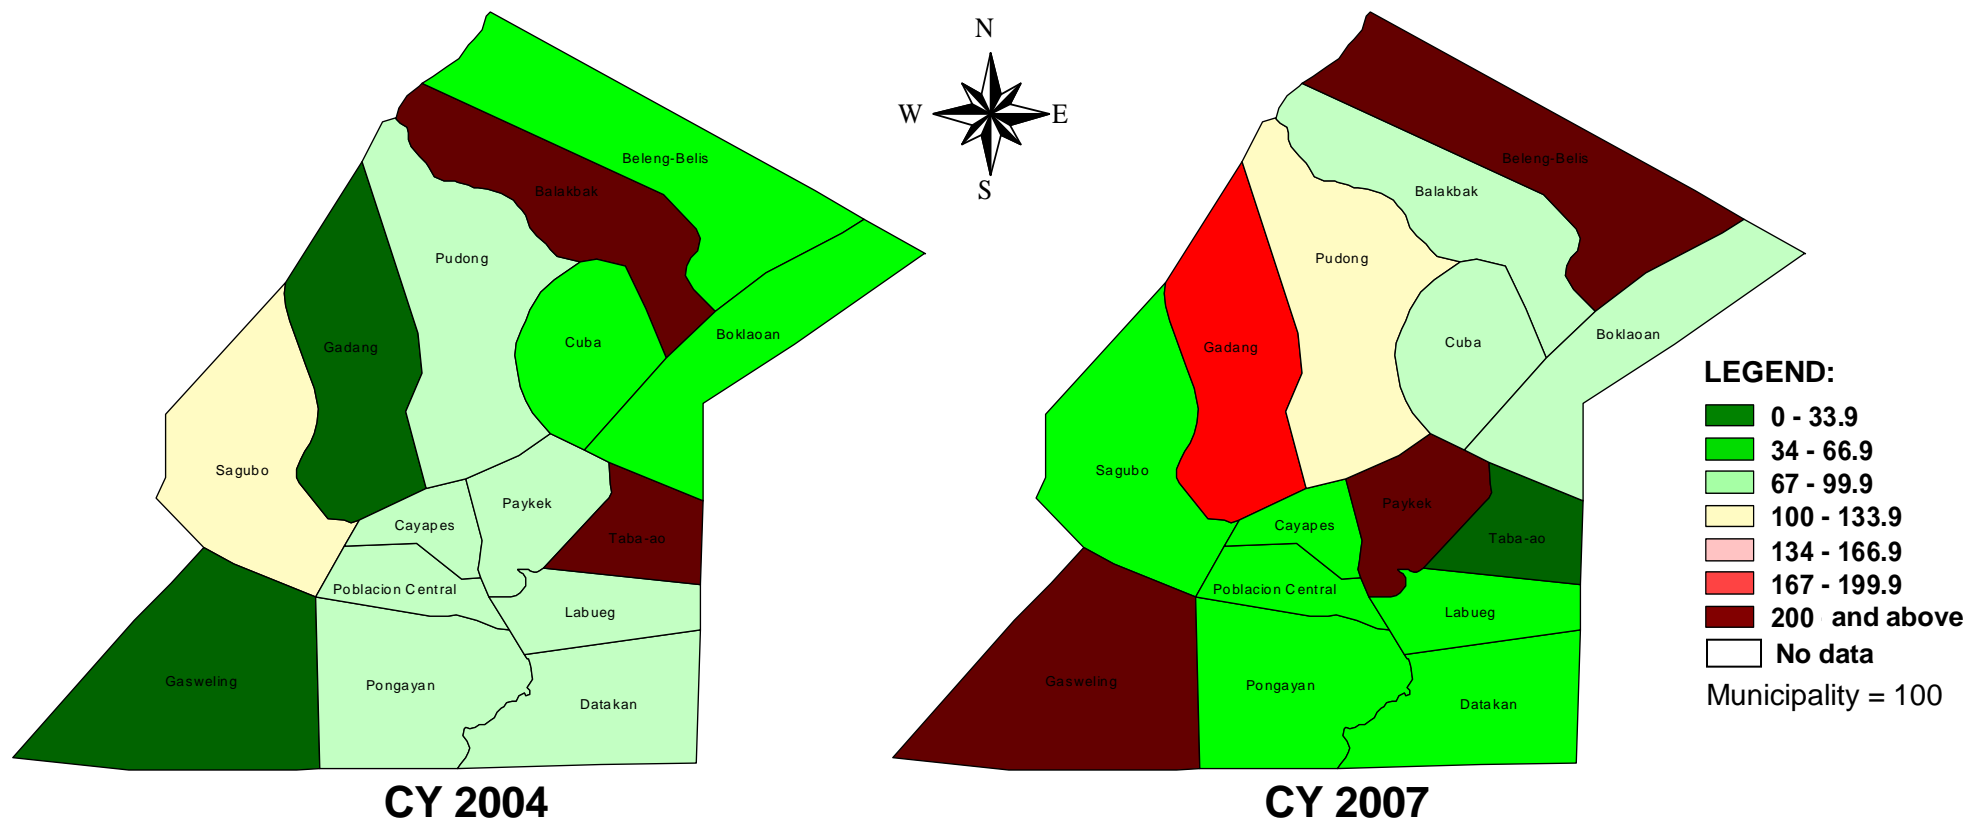 N
W
E
S
Beleng-Belis
Balakbak
Pudong
Gadang
Cuba
Boklaoan
Sagubo
Paykek
Cayapes
Taba-ao
Poblacion Central
Labueg
Gasweling
Pongayan
Datakan
CY 2004
Beleng-Belis
Balakbak
Pudong
Gadang
Cuba
Boklaoan
Sagubo
Paykek
Cayapes
Taba-ao
Poblacion Central
Labueg
Gasweling
Pongayan
Datakan
CY 2007
LEGEND:
0 - 33.9
34 - 66.9
67 - 99.9
100 - 133.9
134 - 166.9
167 - 199.9
200 and above
No data
Municipality = 100